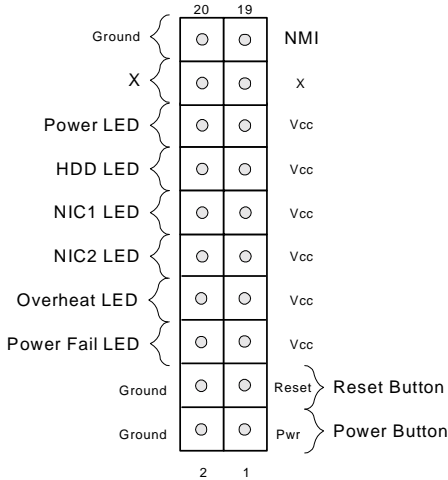 20 19
Ground NMI
X X
Power LED Vcc
HDD LED Vcc
NIC1 LED Vcc
NIC2 LED Vcc
Overheat LED Vcc
Power Fail LED Vcc
Ground Reset Reset Button
Ground Pwr Power Button
2 1